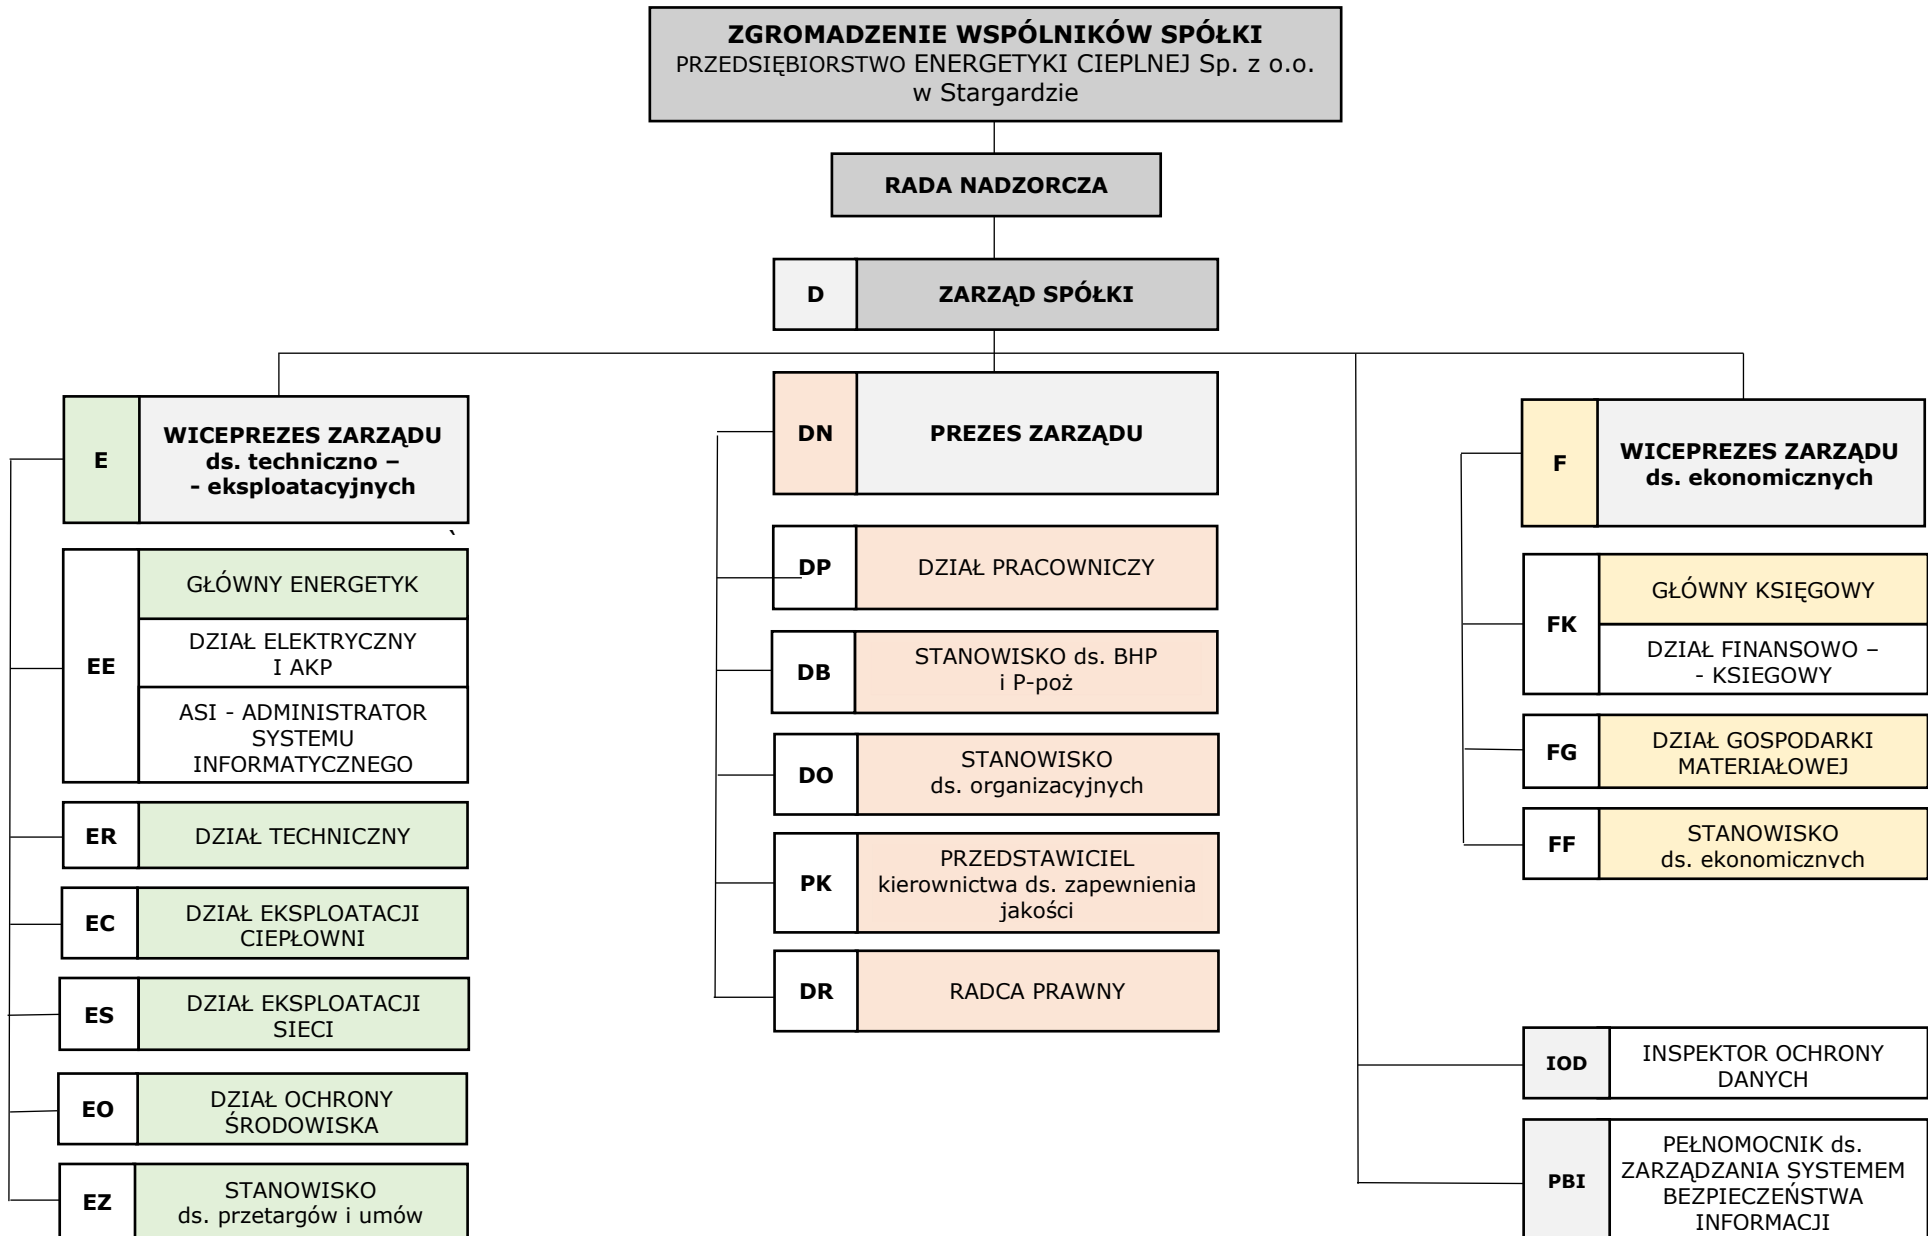 ZGROMADZENIE WSPÓLNIKÓW SPÓŁKI
PRZEDSIĘBIORSTWO ENERGETYKI CIEPLNEJ Sp. z o.o.
w Stargardzie
RADA NADZORCZA
D
ZARZĄD SPÓŁKI
E
WICEPREZES ZARZĄDU
ds. techniczno –
- eksploatacyjnych
`
EE
GŁÓWNY ENERGETYK
DZIAŁ ELEKTRYCZNY
I AKP
ASI - ADMINISTRATOR
SYSTEMU
INFORMATYCZNEGO
ER
DZIAŁ TECHNICZNY
EC
DZIAŁ EKSPLOATACJI
CIEPŁOWNI
ES
DZIAŁ EKSPLOATACJI
SIECI
EO
DZIAŁ OCHRONY
ŚRODOWISKA
EZ
STANOWISKO
ds. przetargów i umów
DN
PREZES ZARZĄDU
DP
DZIAŁ PRACOWNICZY
DB
STANOWISKO ds. BHP
i P-poż
DO
STANOWISKO
ds. organizacyjnych
PK
PRZEDSTAWICIEL
kierownictwa ds. zapewnienia
jakości
DR
RADCA PRAWNY
F
WICEPREZES ZARZĄDU
ds. ekonomicznych
FK
GŁÓWNY KSIĘGOWY
DZIAŁ FINANSOWO –
- KSIEGOWY
FG
DZIAŁ GOSPODARKI
MATERIAŁOWEJ
FF
STANOWISKO
ds. ekonomicznych
IOD
INSPEKTOR OCHRONY
DANYCH
PBI
PEŁNOMOCNIK ds.
ZARZĄDZANIA SYSTEMEM
BEZPIECZEŃSTWA
INFORMACJI